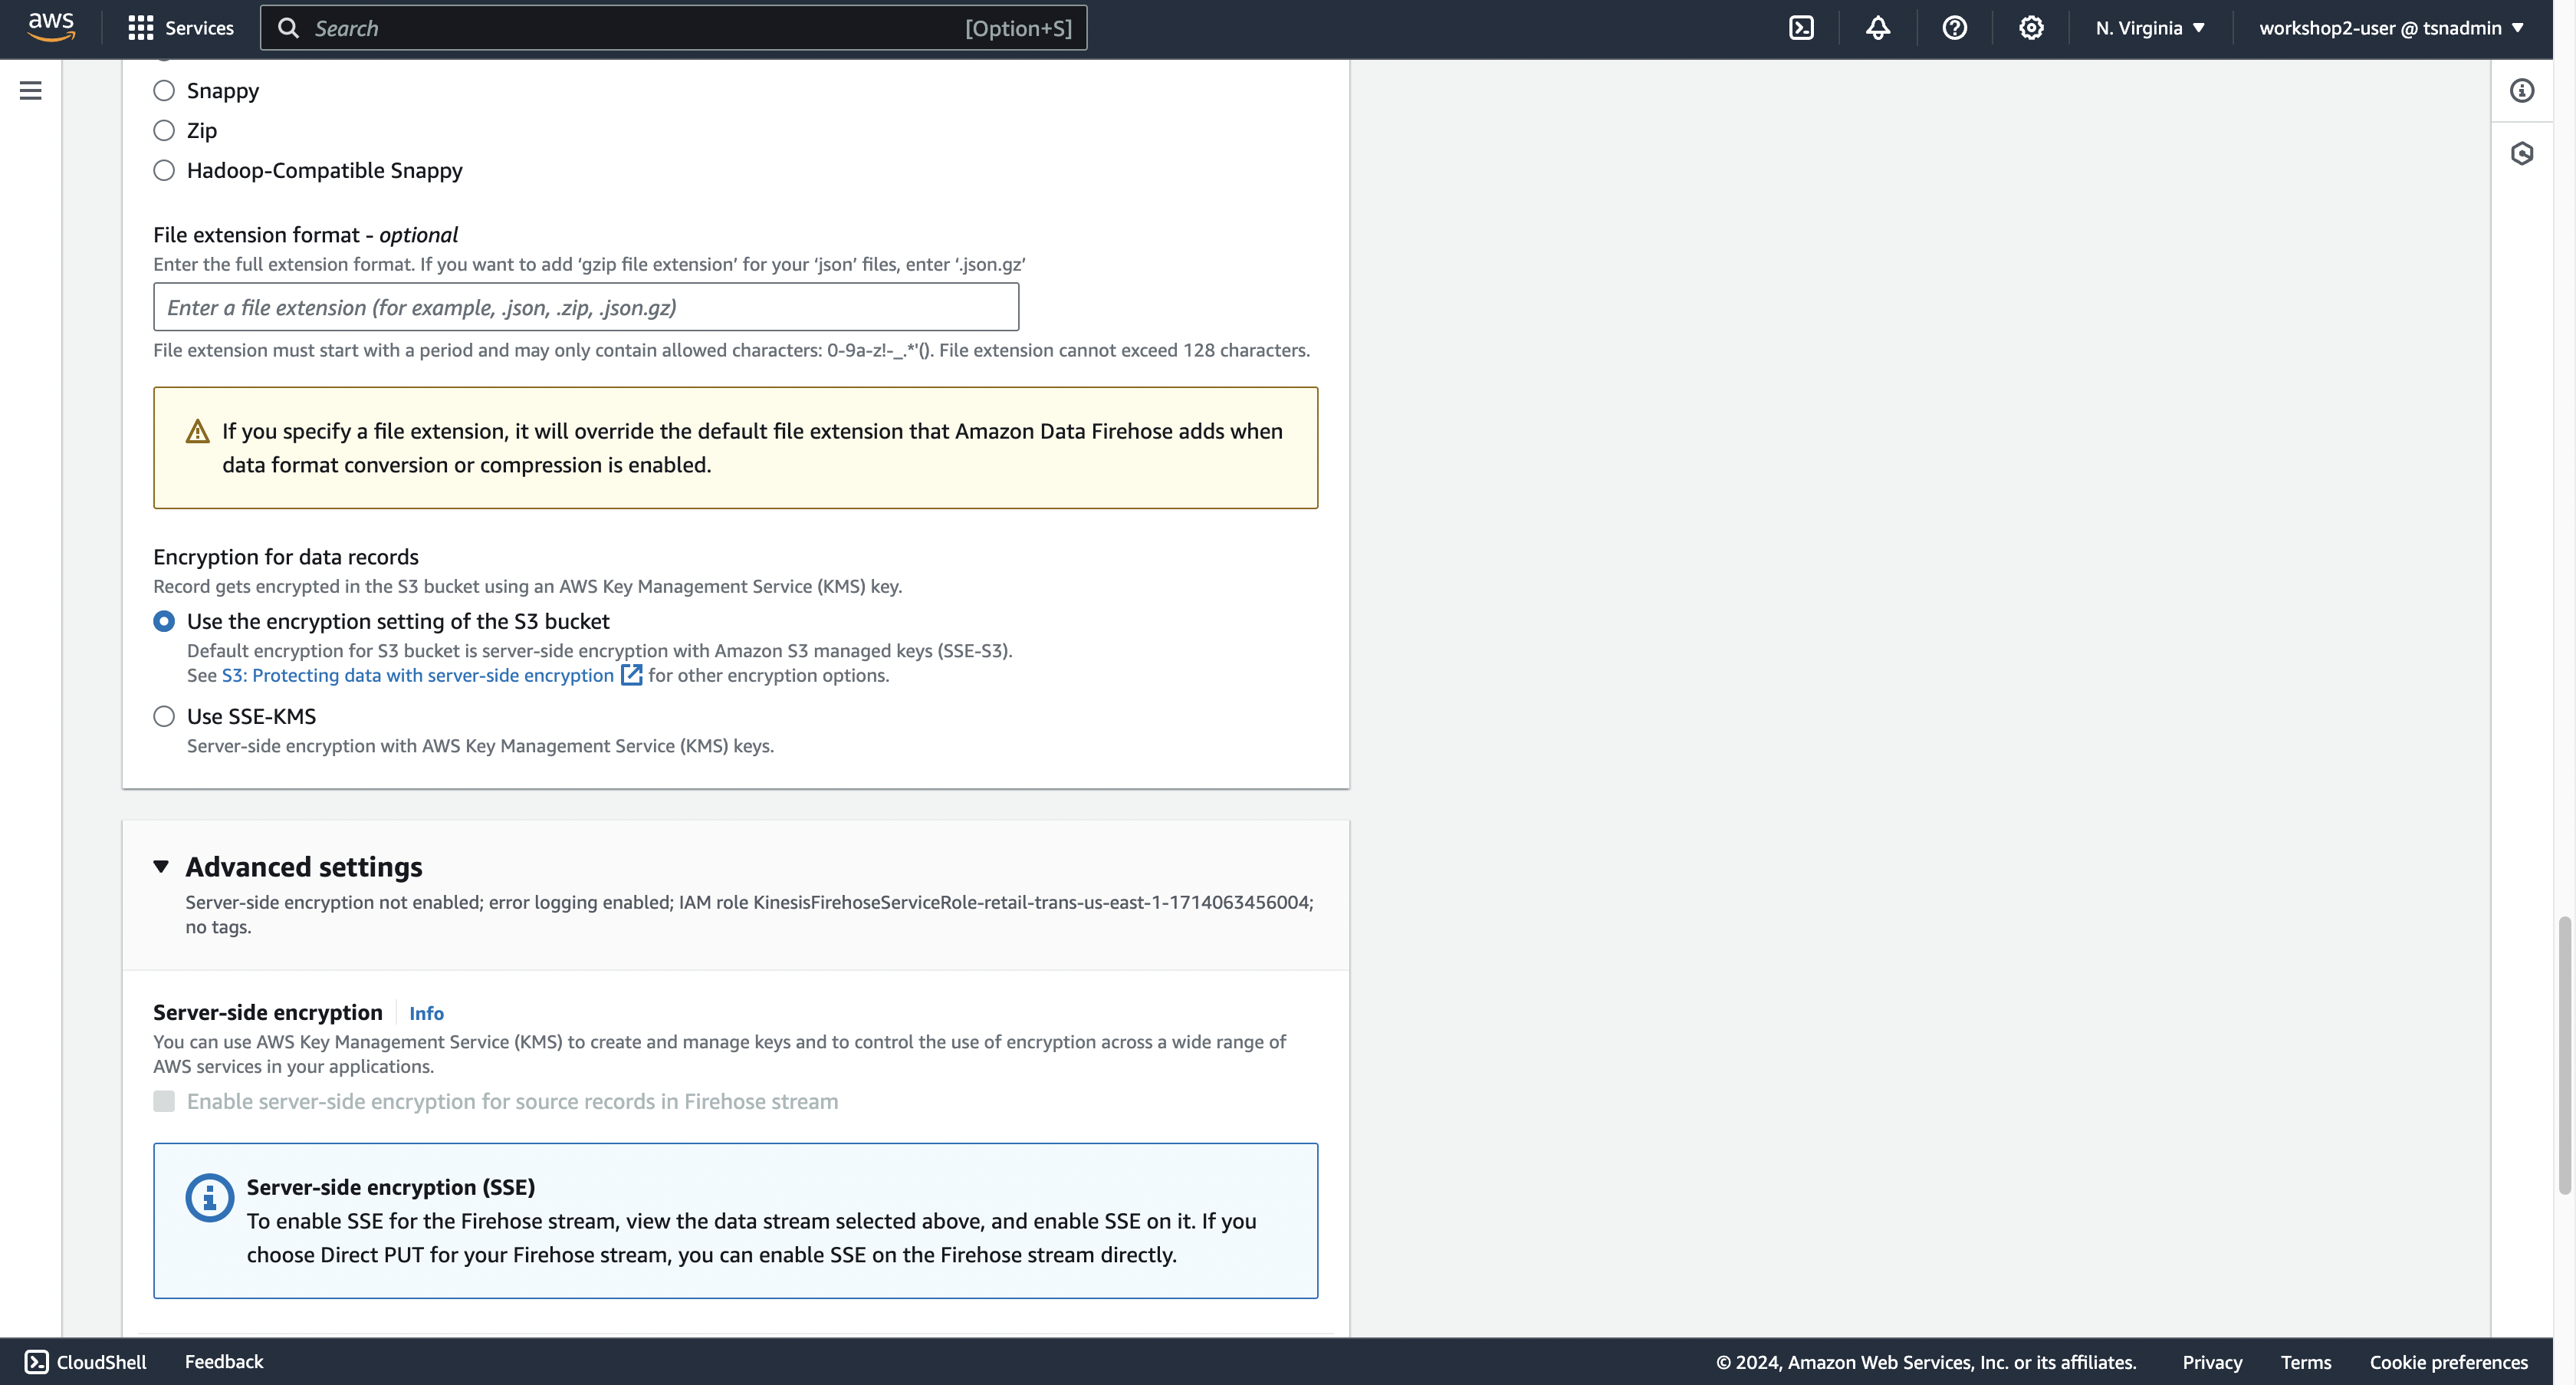 aws
Services
Search
[Option+S]
N. Virginia
workshop2-user @ tsnadmin
Snappy
Zip
Hadoop-Compatible Snappy
File extension format - optional
Enter the full extension format. If you want to add ‘gzip file extension’ for your ‘json’ files, enter ‘.json.gz’
Enter a file extension (for example, .json, .zip, .json.gz)
File extension must start with a period and may only contain allowed characters: 0-9a-z!-_.*'(). File extension cannot exceed 128 characters.
If you specify a file extension, it will override the default file extension that Amazon Data Firehose adds when
data format conversion or compression is enabled.
Encryption for data records
Record gets encrypted in the S3 bucket using an AWS Key Management Service (KMS) key.
Use the encryption setting of the S3 bucket
Default encryption for S3 bucket is server-side encryption with Amazon S3 managed keys (SSE-S3).
See S3: Protecting data with server-side encryption for other encryption options.
Use SSE-KMS
Server-side encryption with AWS Key Management Service (KMS) keys.
Advanced settings
Server-side encryption not enabled; error logging enabled; IAM role KinesisFirehoseServiceRole-retail-trans-us-east-1-1714063456004;
no tags.
Server-side encryption Info
You can use AWS Key Management Service (KMS) to create and manage keys and to control the use of encryption across a wide range of
AWS services in your applications.
Enable server-side encryption for source records in Firehose stream
Server-side encryption (SSE)
To enable SSE for the Firehose stream, view the data stream selected above, and enable SSE on it. If you
choose Direct PUT for your Firehose stream, you can enable SSE on the Firehose stream directly.
CloudShell
Feedback
© 2024, Amazon Web Services, Inc. or its affiliates.
Privacy
Terms
Cookie preferences